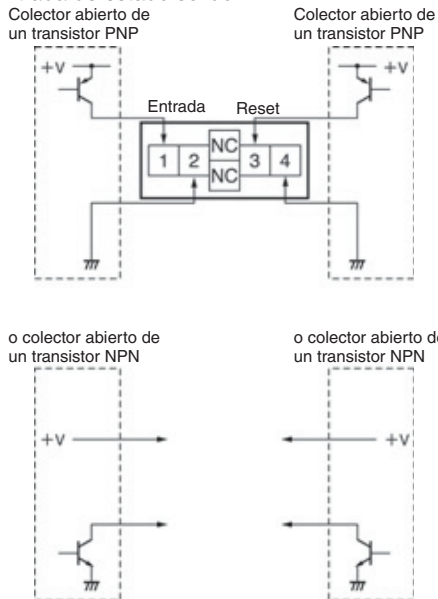 Colector abierto de
un transistor PNP
Colector abierto de
un transistor PNP
+V
+V
Entrada
Reset
1 2 NC NC 3 4
o colector abierto de
un transistor NPN
o colector abierto de
un transistor NPN
+V
+V